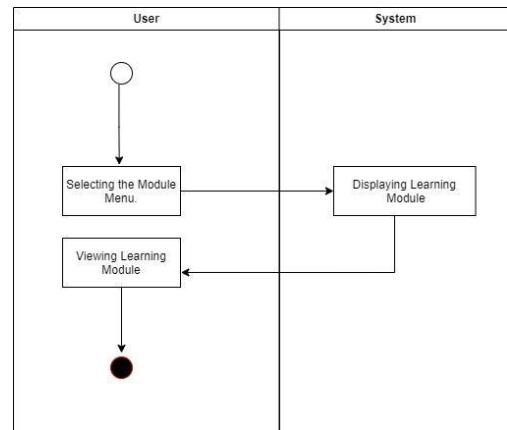 User
System
Selecting the Module
Menu.
Displaying Learning
Module
Viewing Learning
Module